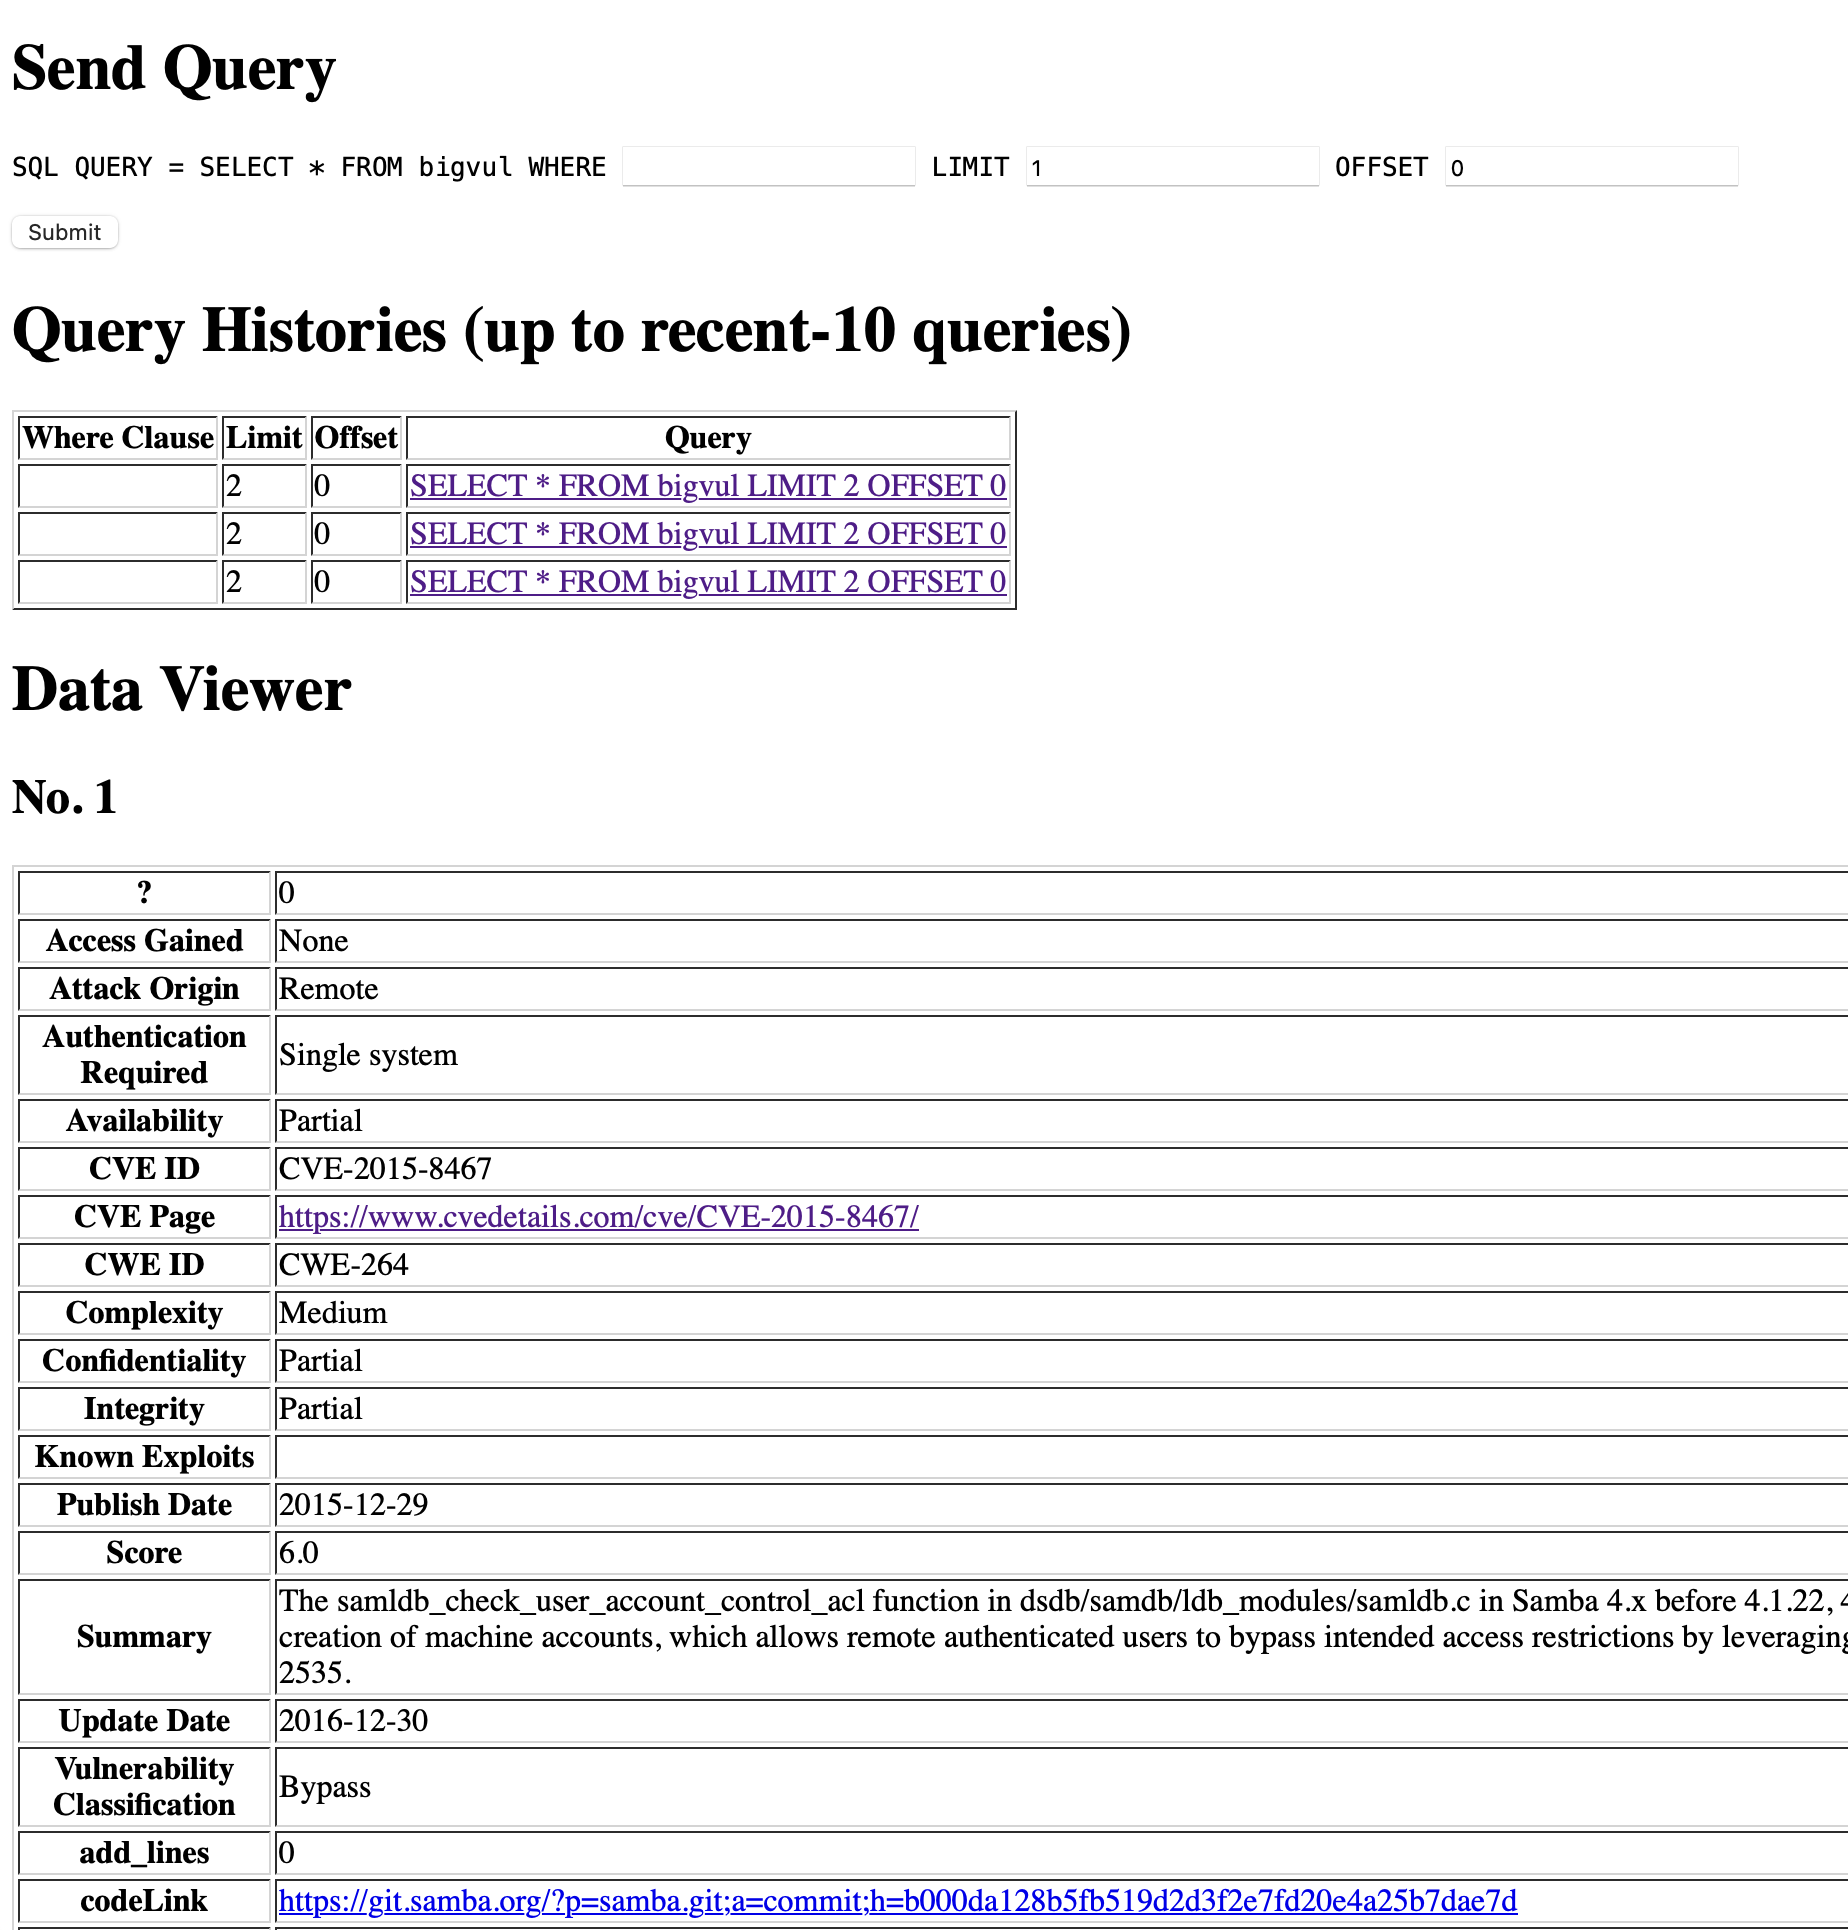 Send Query
SQL QUERY = SELECT * FROM bigvul WHERE LIMIT 1 OFFSET 0
Submit
Query Histories (up to recent-10 queries)
Where Clause Limit Offset Query
2 0 SELECT * FROM bigvul LIMIT 2 OFFSET 0
2 0 SELECT * FROM bigvul LIMIT 2 OFFSET 0
2 0 SELECT * FROM bigvul LIMIT 2 OFFSET 0
Data Viewer
No. 1
? 0
Access Gained None
Attack Origin Remote
Authentication
Required Single system
Availability Partial
CVE ID CVE-2015-8467
CVE Page https://www.cvedetails.com/cve/CVE-2015-8467/
CWE ID CWE-264
Complexity Medium
Confidentiality Partial
Integrity Partial
Known Exploits
Publish Date 2015-12-29
Score 6.0
Summary
The samldb_check_user_account_control_acl function in dsdb/samdb/ldb_modules/samldb.c in Samba 4.x before 4.1.22, 4
creation of machine accounts, which allows remote authenticated users to bypass intended access restrictions by leveraging
2535.
Update Date 2016-12-30
Vulnerability
Classification Bypass
add_lines 0
codeLink https://git.samba.org/?p=samba.git;a=commit;h=b000da128b5fb519d2d3f2e7fd20e4a25b7dae7d